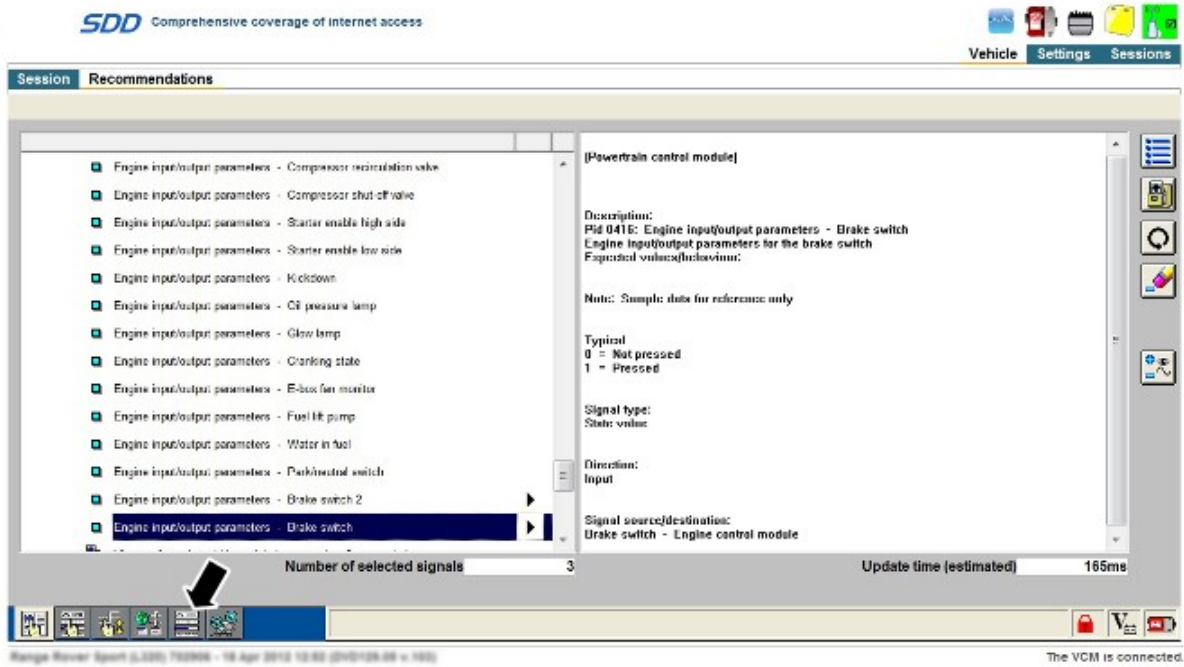 SDD Comprehensive coverage of internet access
Vehicle Settings Sessions
Session Recommendations
Engine input/output parameters - Compressor recirculation valve
Engine input/output parameters - Compressor shut-off valve
Engine input/output parameters - Starter enable high side
Engine input/output parameters - Starter enable low side
Engine input/output parameters - Kickdown
Engine input/output parameters - Oil pressure lamp
Engine input/output parameters - Glow lamp
Engine input/output parameters - Cranking state
Engine input/output parameters - E-box fan monitor
Engine input/output parameters - Fuel lift pump
Engine input/output parameters - Water in fuel
Engine input/output parameters - Park/neutral switch
Engine input/output parameters - Brake switch 2
Engine input/output parameters - Brake switch
[Powertrain control module]
Description:
Pid 0416: Engine input/output parameters - Brake switch
Engine input/output parameters for the brake switch
Expected values/behaviour:
Note: Sample data for reference only
Typical
0 = Not pressed
1 = Pressed
Signal type:
State value
Direction:
Input
Signal source/destination:
Brake switch - Engine control module
Number of selected signals 3
Update time (estimated) 165ms
Range Rover Sport (L320)
The VCM is connected.